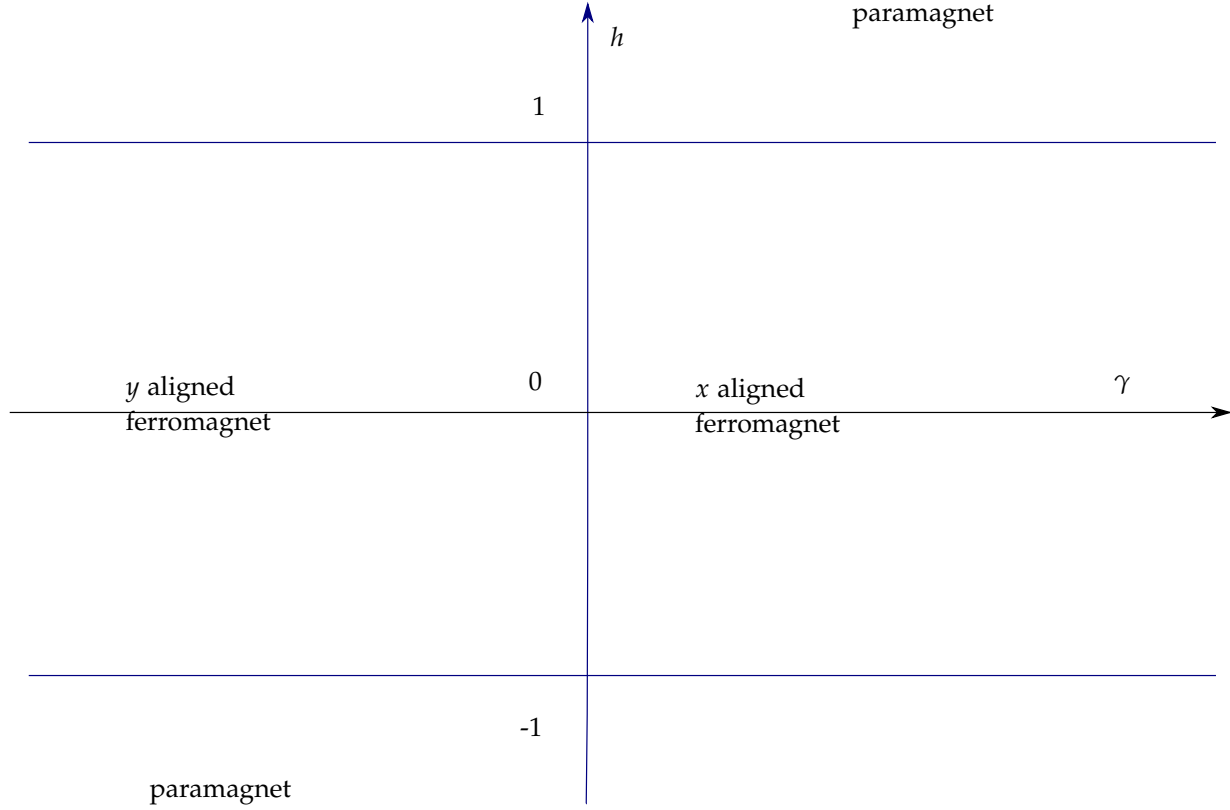 paramagnet
h
1
0
y aligned
ferromagnet
x aligned
ferromagnet
γ
-1
paramagnet